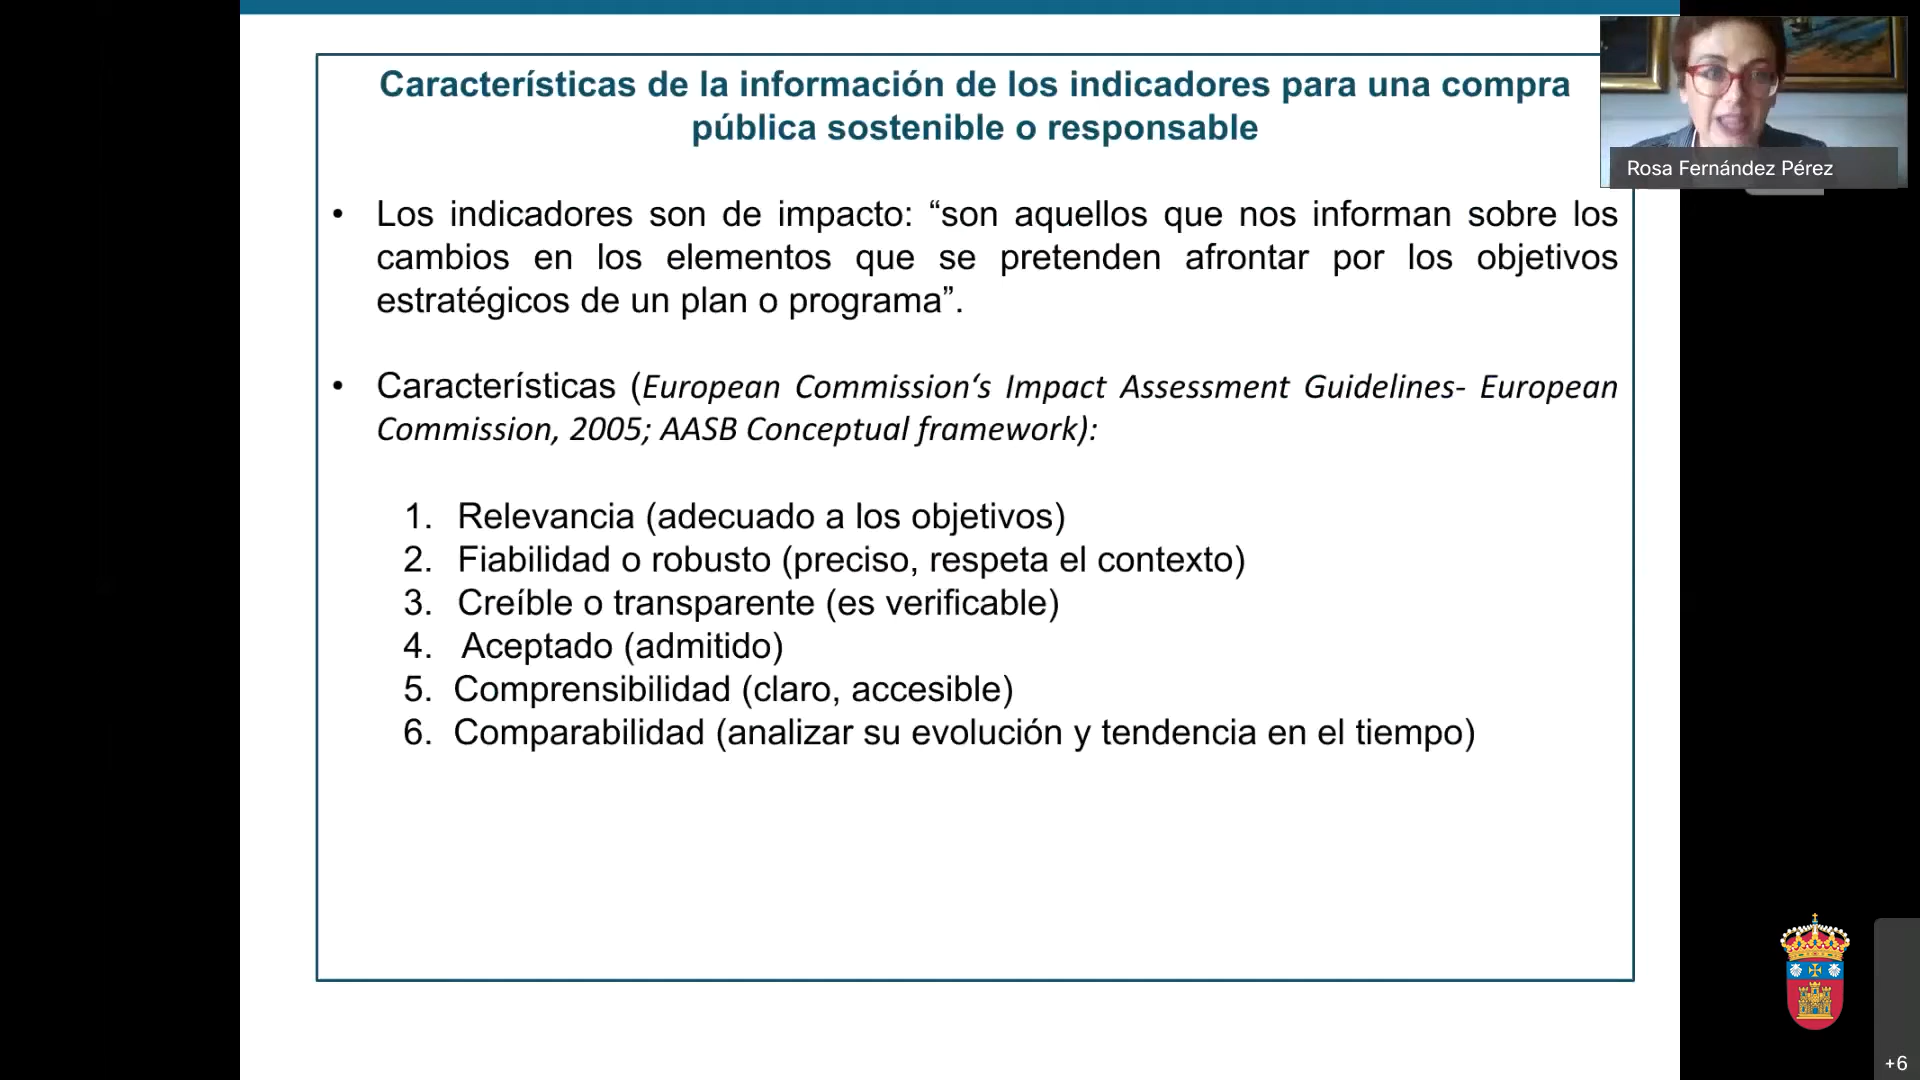 Características de la información de los indicadores para una compra
pública sostenible o responsable
Rosa Fernández Pérez
• Los indicadores son de impacto: “son aquellos que nos informan sobre los
cambios en los elementos que se pretenden afrontar por los objetivos
estratégicos de un plan o programa”.
• Características (European Commission‘s Impact Assessment Guidelines- European
Commission, 2005; AASB Conceptual framework):
1. Relevancia (adecuado a los objetivos)
2. Fiabilidad o robusto (preciso, respeta el contexto)
3. Creíble o transparente (es verificable)
4. Aceptado (admitido)
5. Comprensibilidad (claro, accesible)
6. Comparabilidad (analizar su evolución y tendencia en el tiempo)
+6